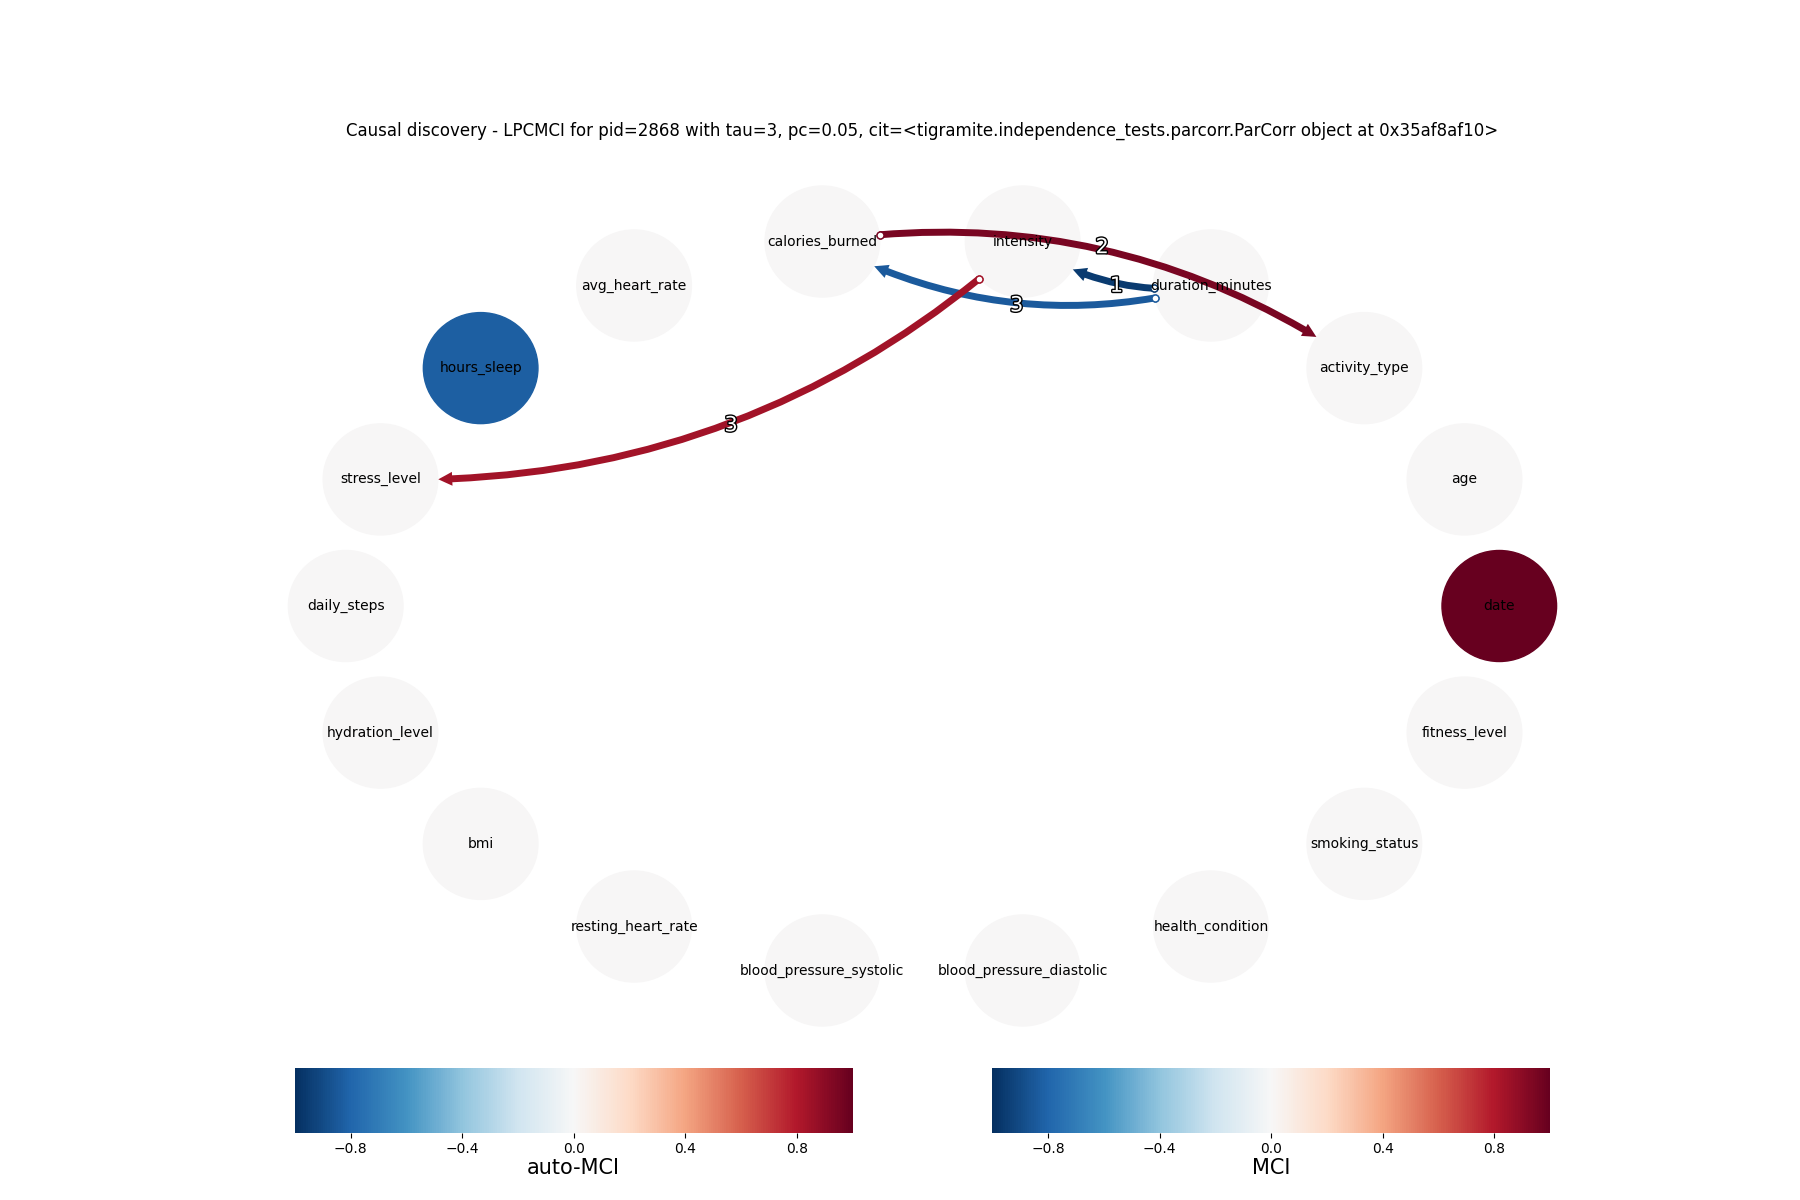 Causal discovery - LPCMCI for pid=2868 with tau=3, pc=0.05, cit=<tigramite.independence_tests.parcorr.ParCorr object at 0x35af8af10>
calories_burned
intensity
2
avg_heart_rate
1
duration_minutes
3
hours_sleep
activity_type
3
stress_level
age
daily_steps
date
hydration_level
fitness_level
bmi
smoking_status
resting_heart_rate
health_condition
blood_pressure_systolic
blood_pressure_diastolic
−0.8 −0.4 0.0 0.4 0.8
auto-MCI
−0.8 −0.4 0.0 0.4 0.8
MCI